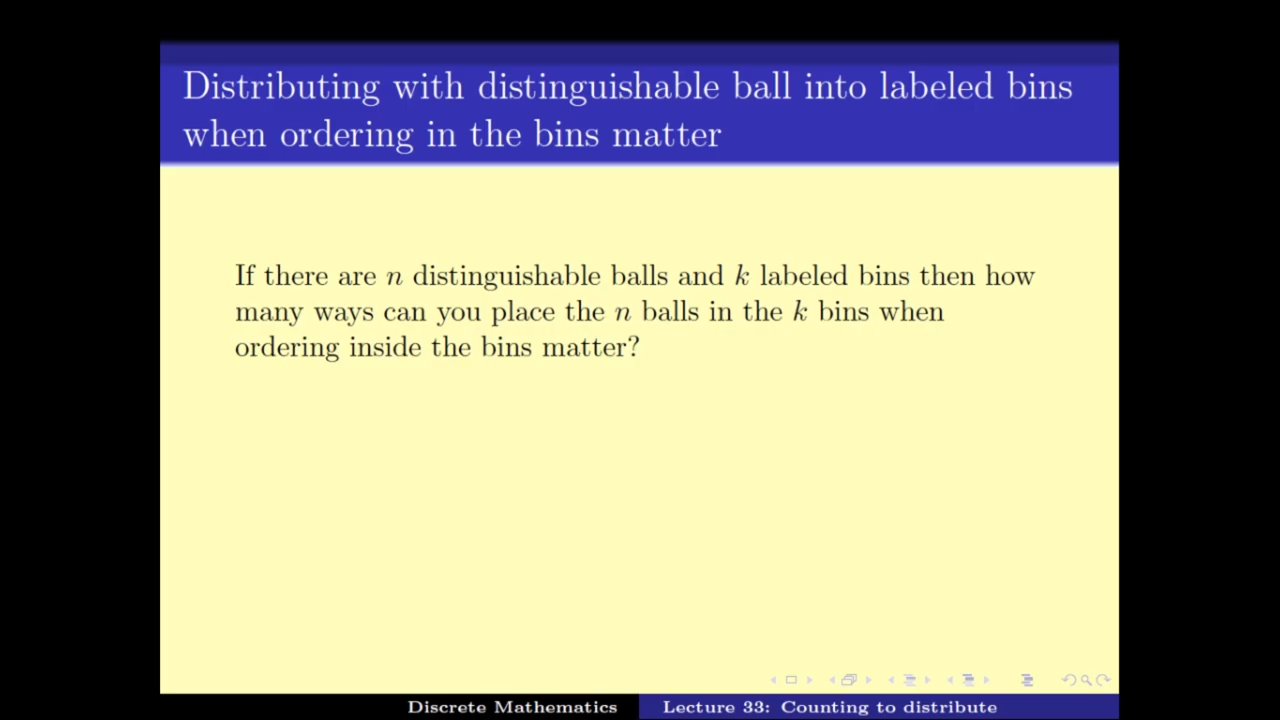 Distributing with distinguishable ball into labeled bins
when ordering in the bins matter
If there are n distinguishable balls and k labeled bins then how
many ways can you place the n balls in the k bins when
ordering inside the bins matter?
Discrete Mathematics
Lecture 33: Counting to distribute